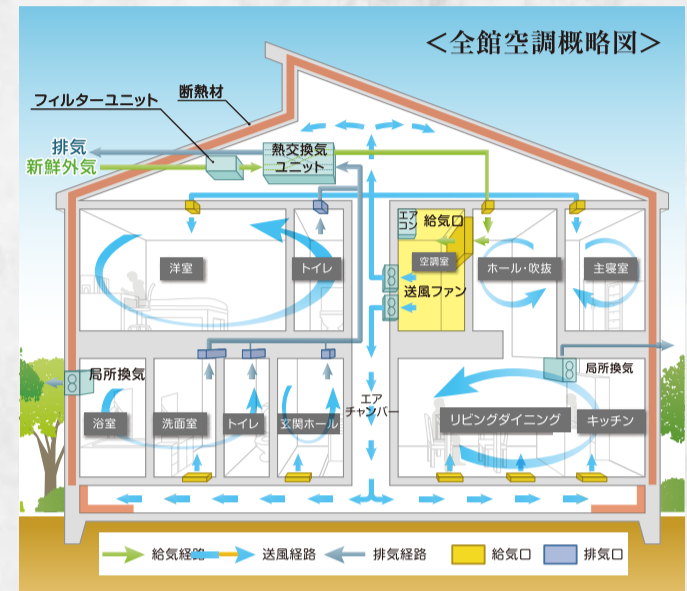 ＜全館空調概略図＞
フィルターユニット
断熱材
排気
新鮮外気
熱交換気
ユニット
エア
コン
給気口
空調室
送風ファン
洋室
トイレ
ホール・吹抜
主寝室
局所換気
局所換気
エア
チャンバー
浴室
洗面室
トイレ
玄関ホール
リビングダイニング
キッチン
給気経路
送風経路
排気経路
給気口
排気口